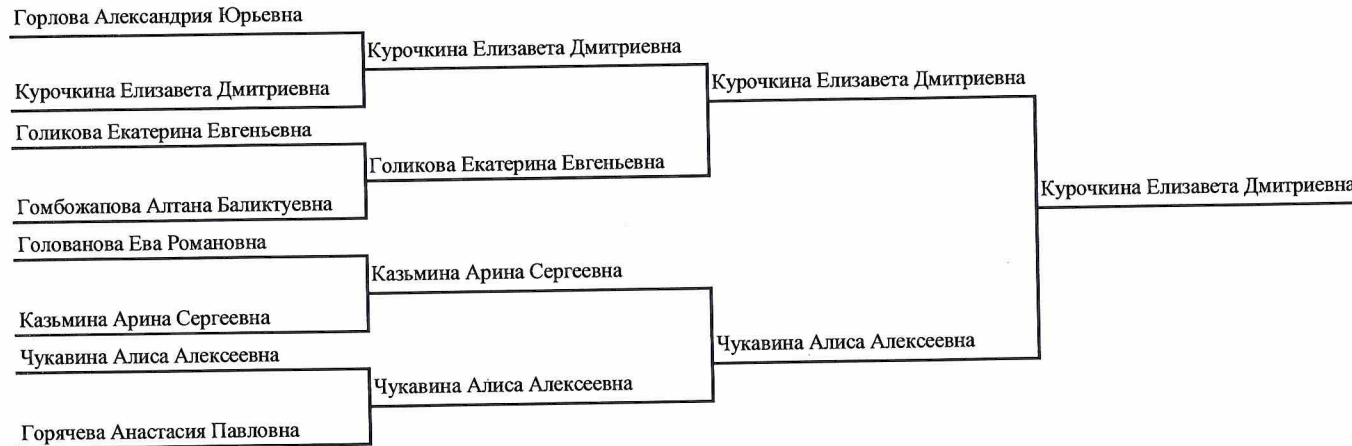 Горлова Александрия Юрьевна
Курочкина Елизавета Дмитриевна
Голикова Екатерина Евгеньевна
Гомбожапова Алтана Баликтуевна
Голованова Ева Романовна
Казьмина Арина Сергеевна
Чукавина Алиса Алексеевна
Горячева Анастасия Павловна
Курочкина Елизавета Дмитриевна
Голикова Екатерина Евгеньевна
Казьмина Арина Сергеевна
Чукавина Алиса Алексеевна
Курочкина Елизавета Дмитриевна
Чукавина Алиса Алексеевна
Курочкина Елизавета Дмитриевна